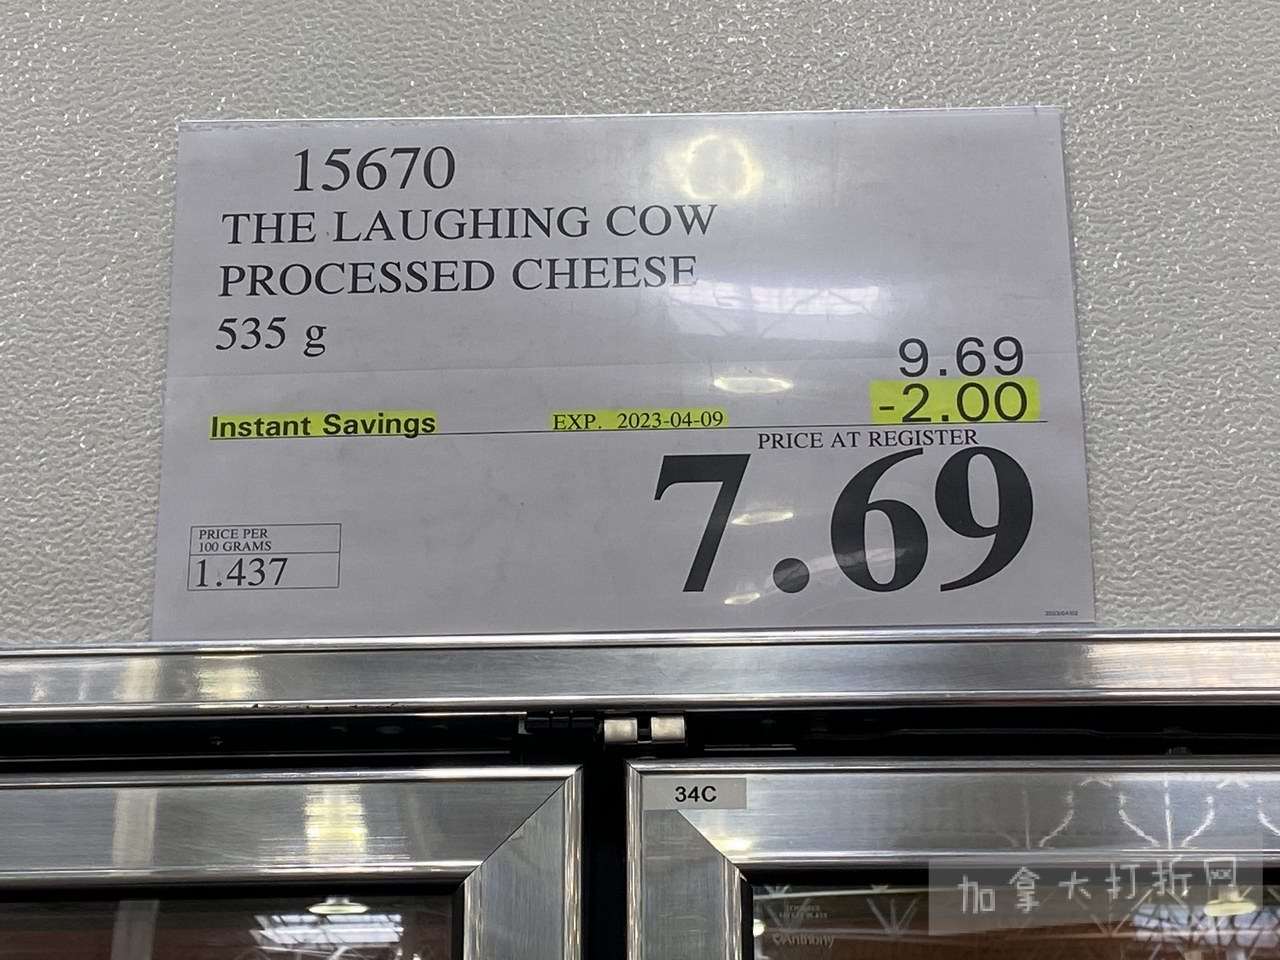 15670
THE LAUGHING COW
PROCESSED CHEESE
535 g
9.69
-2.00
Instant Savings EXP. 2023-04-09
PRICE AT REGISTER
7.69
PRICE PER
100 GRAMS
1.437
34C
加拿大打折网
Anthony